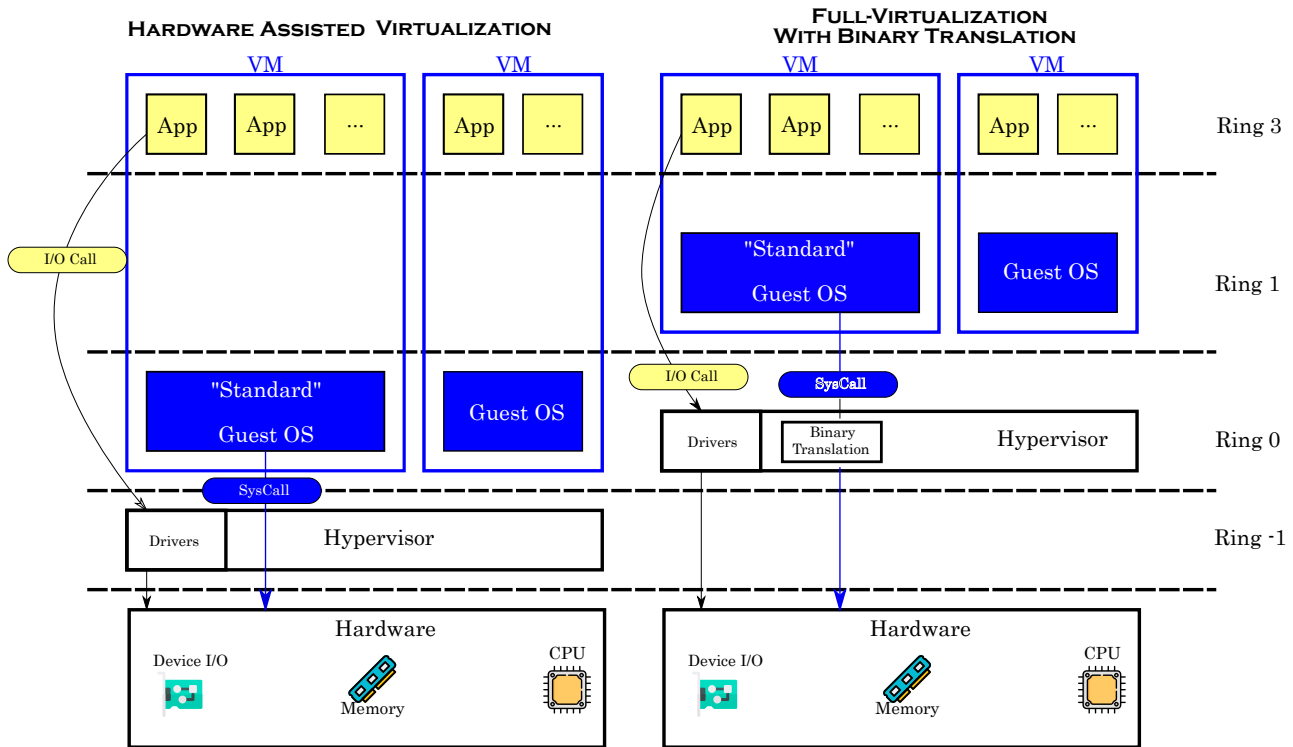 HARDWARE ASSISTED VIRTUALIZATION
VM
VM
App
App
...
App
...
I/O Call
"Standard"
Guest OS
Guest OS
SysCall
Drivers
Hypervisor
Hardware
Device I/O
Memory
CPU
FULL-VIRTUALIZATION
WITH BINARY TRANSLATION
VM
VM
App
App
...
App
...
"Standard"
Guest OS
Guest OS
I/O Call
SysCall
Drivers
Binary
Translation
Hypervisor
Hardware
Device I/O
Memory
CPU
Ring 3
Ring 1
Ring 0
Ring -1